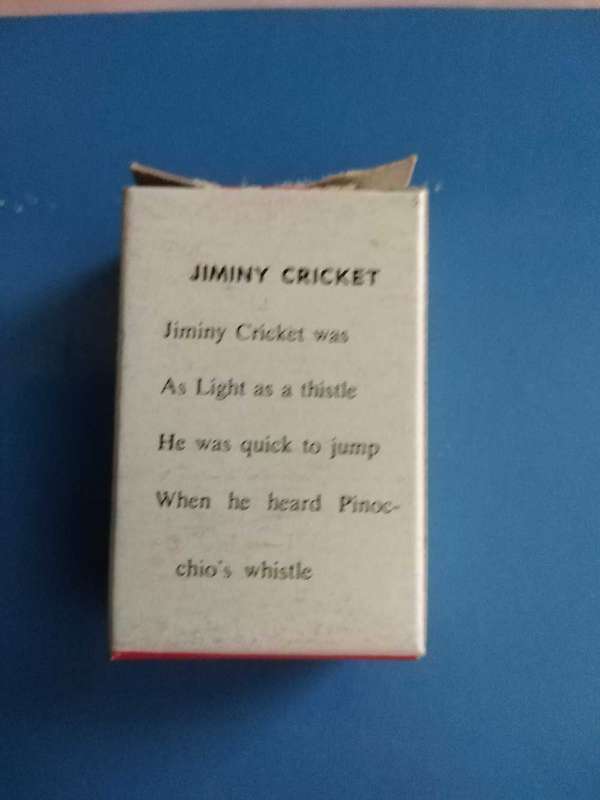 JIMINY CRICKET
Jiminy Cricket was
As Light as a thistle
He was quick to jump
When he heard Pinoc-
chio's whistle